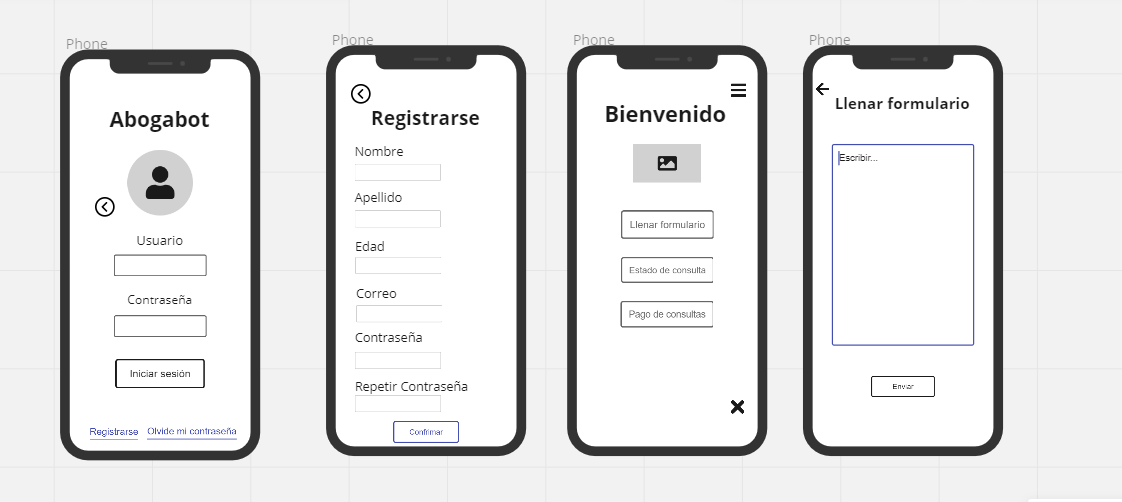 Phone
Abogabot
Usuario
Contraseña
Iniciar sesión
Registrarse Olvide mi contraseña
Phone
Registrarse
Nombre
Apellido
Edad
Correo
Contraseña
Repetir Contraseña
Confrimar
Phone
Bienvenido
Llenar formulario
Estado de consulta
Pago de consultas
Phone
Llenar formulario
Escribir...
Enviar